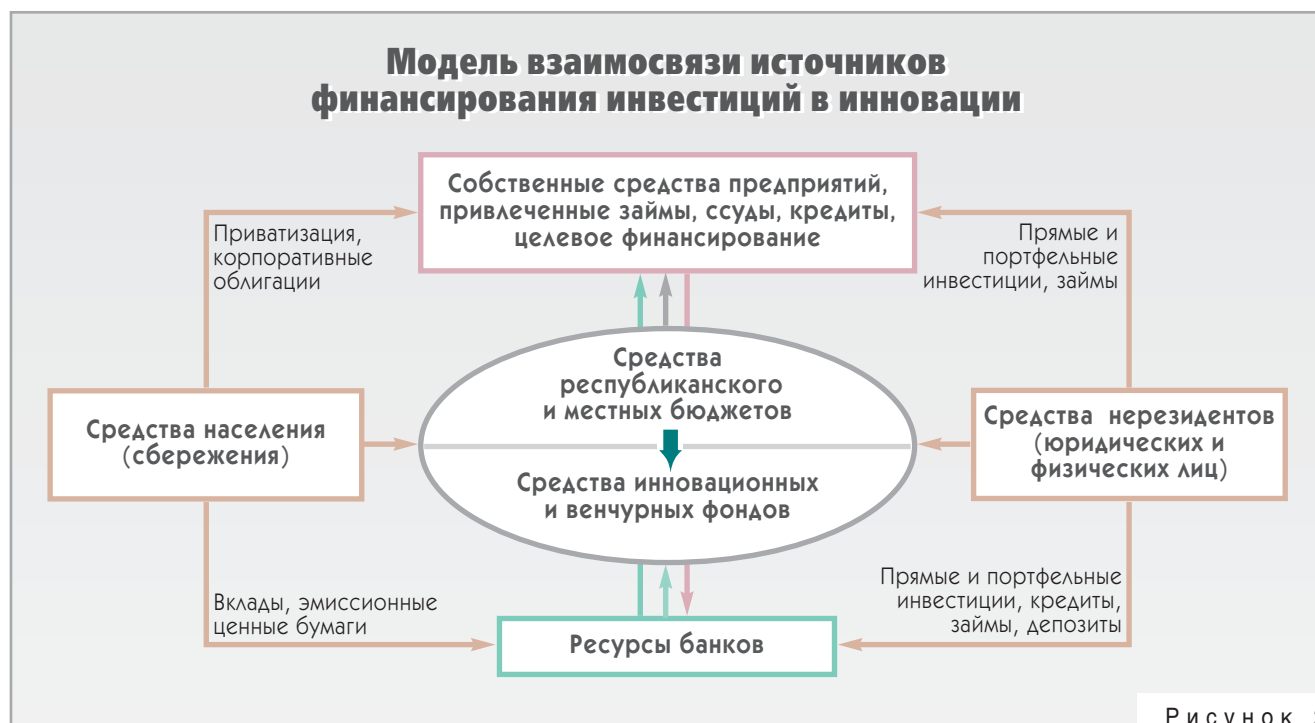 Модель взаимосвязи источников
финансирования инвестиций в инновации
Собственные средства предприятий,
привлеченные займы, ссуды, кредиты,
целевое финансирование
Приватизация,
корпоративные
облигации
Прямые и
портфельные
инвестиции, займы
Средства
республиканского
и местных бюджетов
Средства населения
(сбережения)
Средства нерезидентов
(юридических и
физических лиц)
Средства инновационных
и венчурных фондов
Вклады, эмиссионные
ценные бумаги
Прямые и портфельные
инвестиции, кредиты,
займы, депозиты
Ресурсы банков
Рисунок